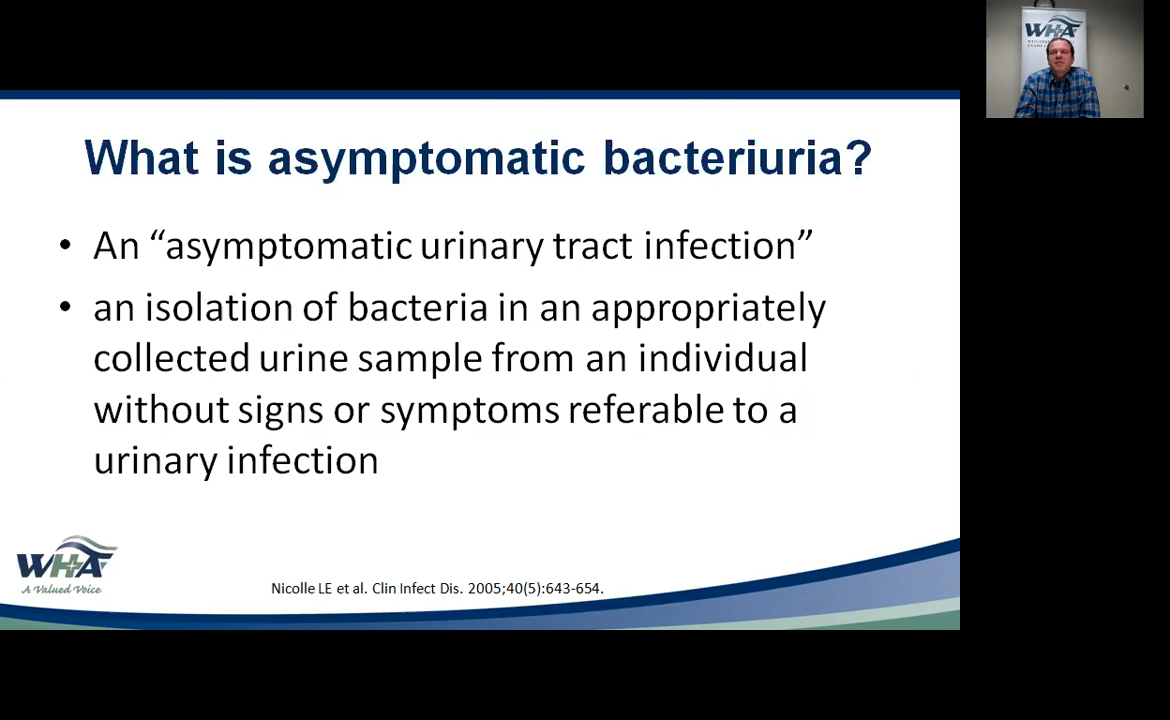 What is asymptomatic bacteriuria?
• An “asymptomatic urinary tract infection”
• an isolation of bacteria in an appropriately
collected urine sample from an individual
without signs or symptoms referable to a
urinary infection
WHA
A Valued Voice
Nicolle LE et al. Clin Infect Dis. 2005;40(5):643-654.
WHA